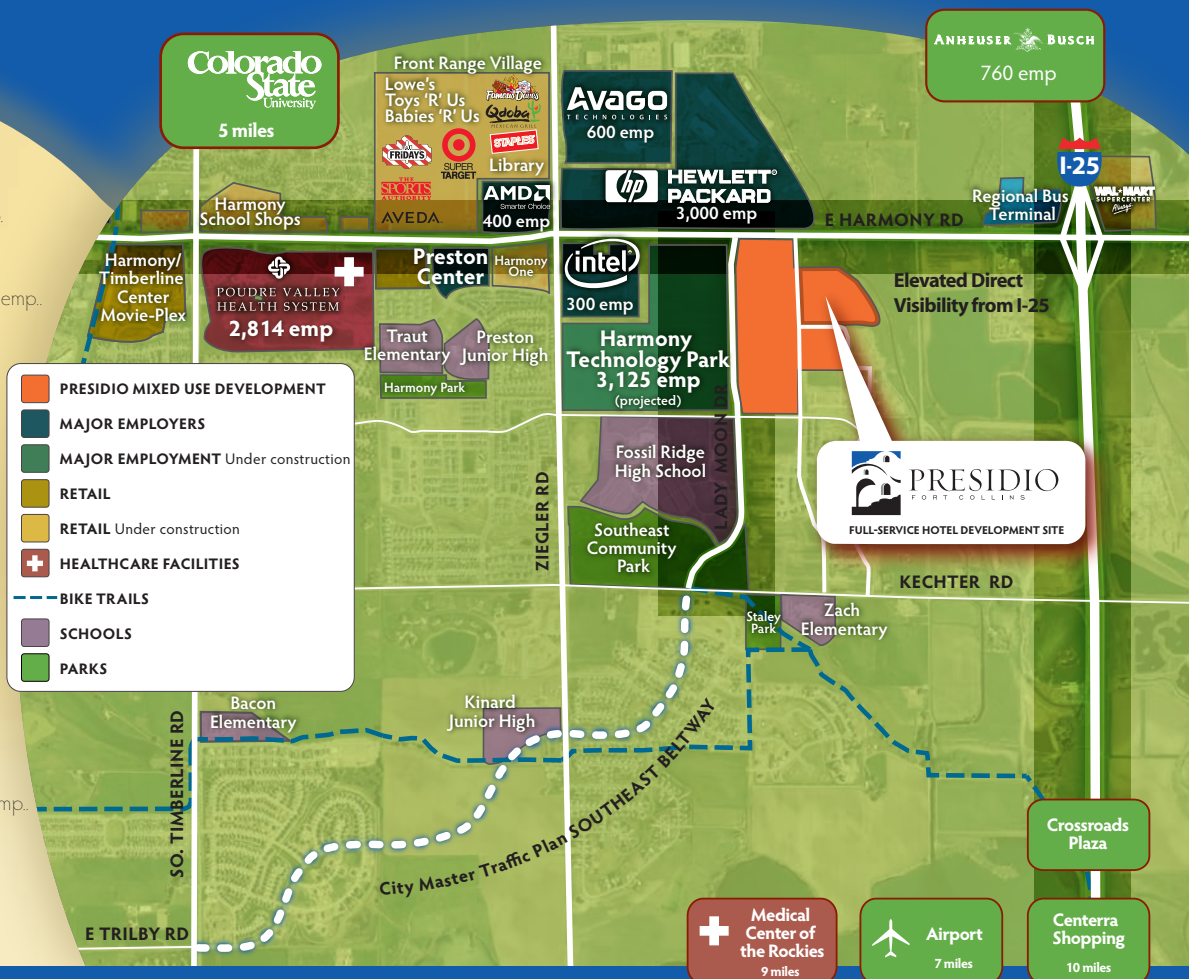 Colorado
State
University
5 miles
ANHEUSER BUSCH
760 emp
Front Range Village
Lowe's
Toys 'R' Us
Babies 'R' Us
Famous Dave's
Qdoba
MEXICAN GRILL
FRiDAYS
SUPER
TARGET
STAPLES
Library
THE
SPORTS
AUTHORITY
AVEDA.
AMD
Smarter Choice
400 emp
AVAGO
TECHNOLOGIES
600 emp
hp HEWLETT®
PACKARD
3,000 emp
I-25
Regional Bus
Terminal
WAL-MART
SUPERCENTER
Always
E HARMONY RD
Harmony
School Shops
Harmony/
Timberline
Center
Movie-Plex
POUDRE VALLEY
HEALTH SYSTEM
2,814 emp
Preston
Center
Harmony
One
intel
300 emp
Elevated Direct
Visibility from I-25
emp..
Traut
Elementary
Preston
Junior High
Harmony Park
Harmony
Technology Park
3,125 emp
(projected)
PRESIDIO MIXED USE DEVELOPMENT
MAJOR EMPLOYERS
MAJOR EMPLOYMENT Under construction
RETAIL
RETAIL Under construction
HEALTHCARE FACILITIES
BIKE TRAILS
SCHOOLS
PARKS
LADY MOON DR
Fossil Ridge
High School
ZIEGLER RD
Southeast
Community
Park
PRESIDIO
FORT COLLINS
FULL-SERVICE HOTEL DEVELOPMENT SITE
KECHTER RD
Staley
Park
Zach
Elementary
Bacon
Elementary
Kinard
Junior High
SO. TIMBERLINE RD
City Master Traffic Plan SOUTHEAST BELTWAY
mp..
Crossroads
Plaza
E TRILBY RD
Medical
Center of
the Rockies
9 miles
Airport
7 miles
Centerra
Shopping
10 miles